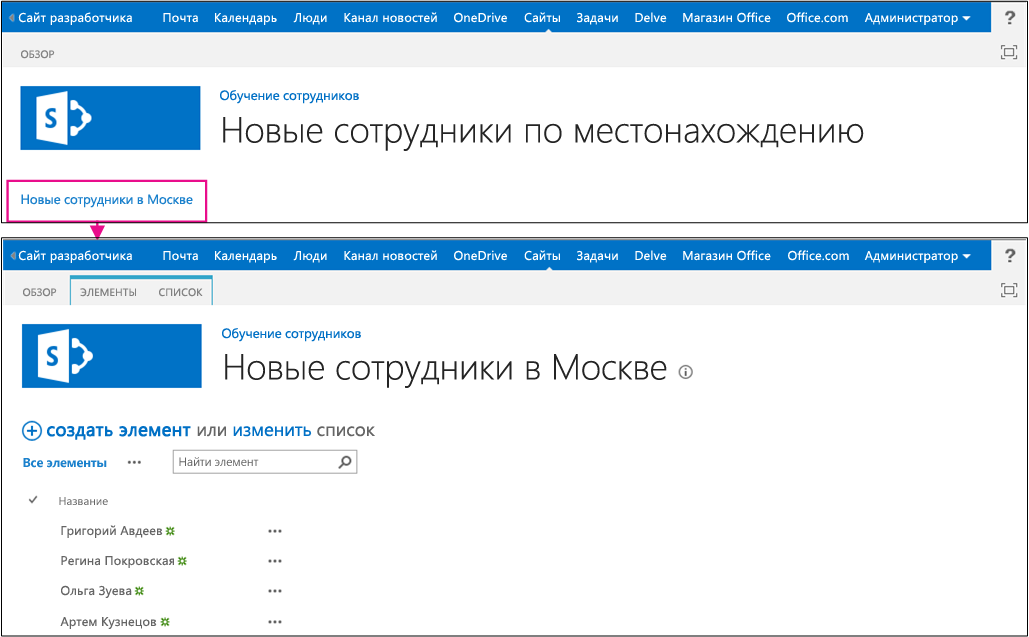 Сайт разработчика Почта Календарь Люди Канал новостей OneDrive Сайты Задачи Delve Магазин Office Office.com Администратор ?
ОБЗОР
S
Обучение сотрудников
Новые сотрудники по местонахождению
Новые сотрудники в Москве
Сайт разработчика Почта Календарь Люди Канал новостей OneDrive Сайты Задачи Delve Магазин Office Office.com Администратор ?
ОБЗОР ЭЛЕМЕНТЫ СПИСОК
S
Обучение сотрудников
Новые сотрудники в Москве
создать элемент или изменить список
Все элементы ••• Найти элемент
Название
Григорий Авдеев •••
Регина Покровская •••
Ольга Зуева •••
Артем Кузнецов •••